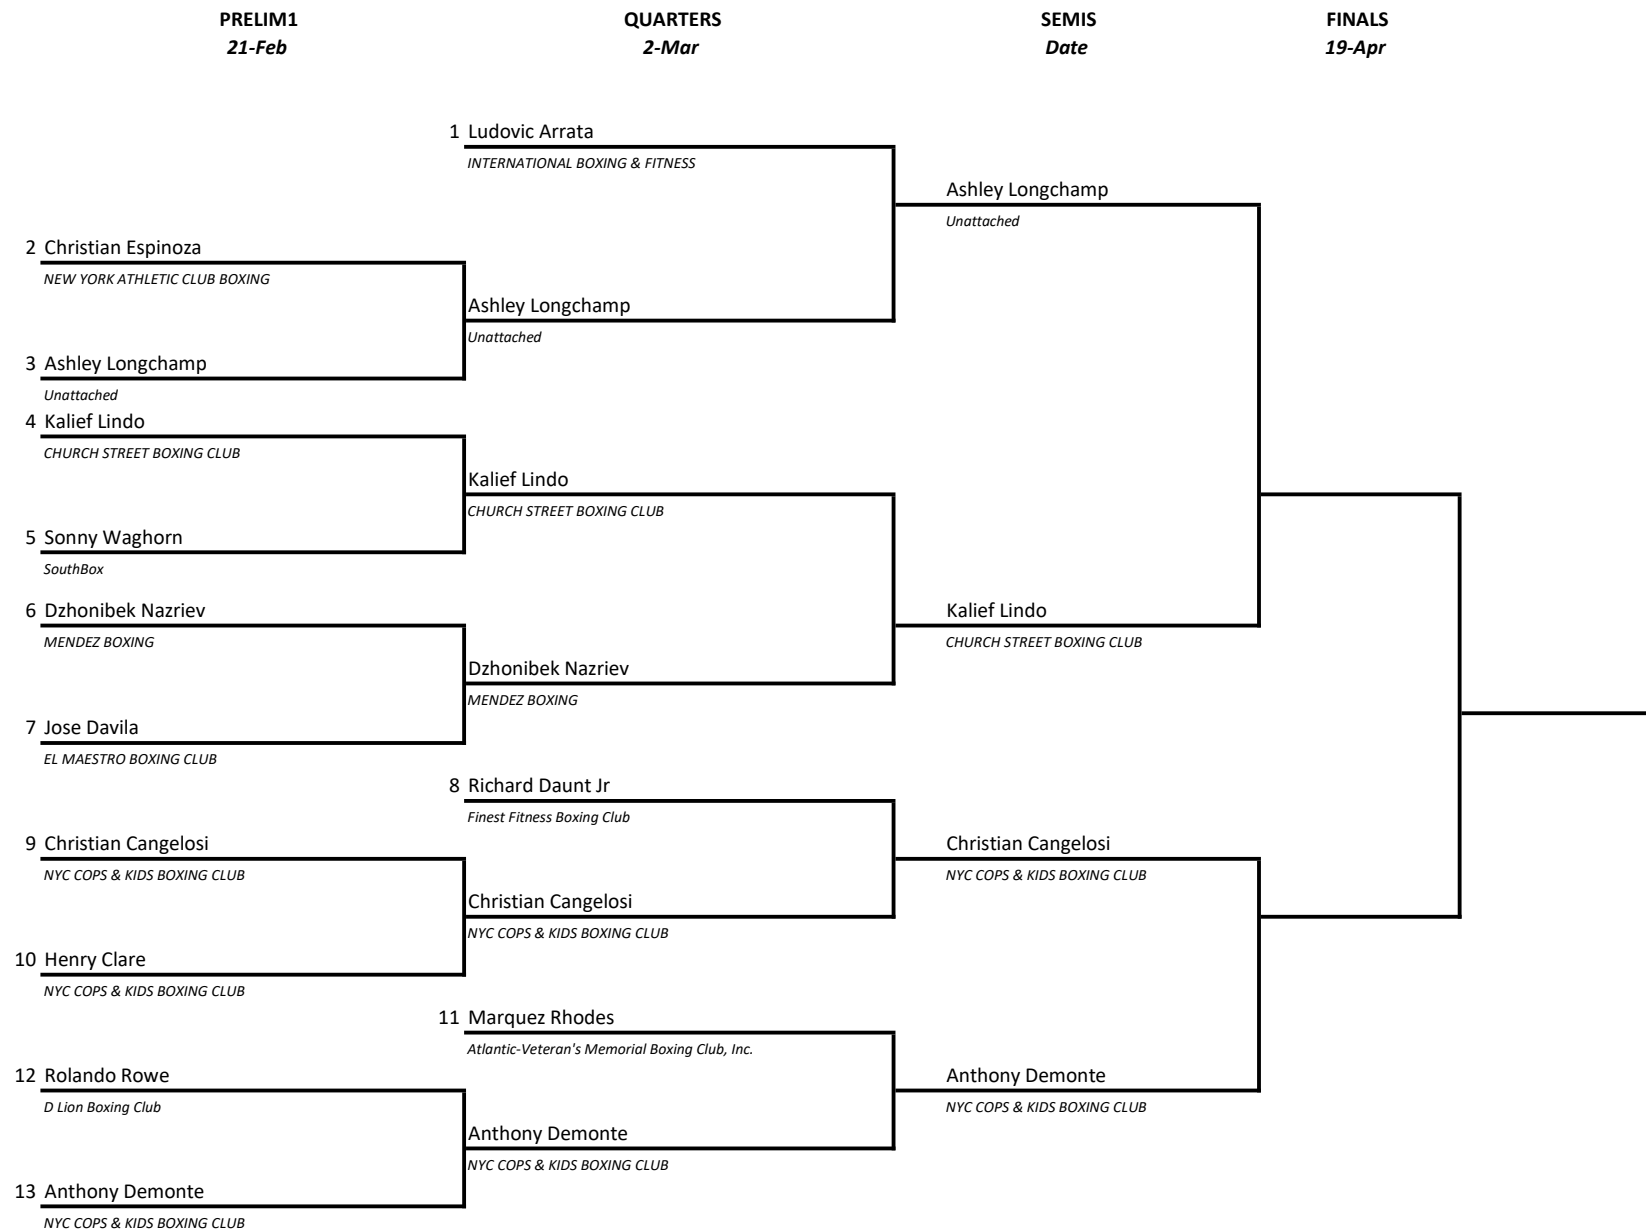 PRELIM1 QUARTERS SEMIS FINALS
21-Feb 2-Mar Date 19-Apr
1 Ludovic Arrata
INTERNATIONAL BOXING & FITNESS
Ashley Longchamp
Unattached
2 Christian Espinoza
NEW YORK ATHLETIC CLUB BOXING
Ashley Longchamp
Unattached
3 Ashley Longchamp
Unattached
4 Kalief Lindo
CHURCH STREET BOXING CLUB
Kalief Lindo
CHURCH STREET BOXING CLUB
5 Sonny Waghorn
SouthBox
6 Dzhonibek Nazriev Kalief Lindo
MENDEZ BOXING CHURCH STREET BOXING CLUB
Dzhonibek Nazriev
MENDEZ BOXING
7 Jose Davila
EL MAESTRO BOXING CLUB
8 Richard Daunt Jr
Finest Fitness Boxing Club
9 Christian Cangelosi Christian Cangelosi
NYC COPS & KIDS BOXING CLUB NYC COPS & KIDS BOXING CLUB
Christian Cangelosi
NYC COPS & KIDS BOXING CLUB
10 Henry Clare
NYC COPS & KIDS BOXING CLUB
11 Marquez Rhodes
Atlantic-Veteran's Memorial Boxing Club, Inc.
12 Rolando Rowe Anthony Demonte
D Lion Boxing Club NYC COPS & KIDS BOXING CLUB
Anthony Demonte
NYC COPS & KIDS BOXING CLUB
13 Anthony Demonte
NYC COPS & KIDS BOXING CLUB